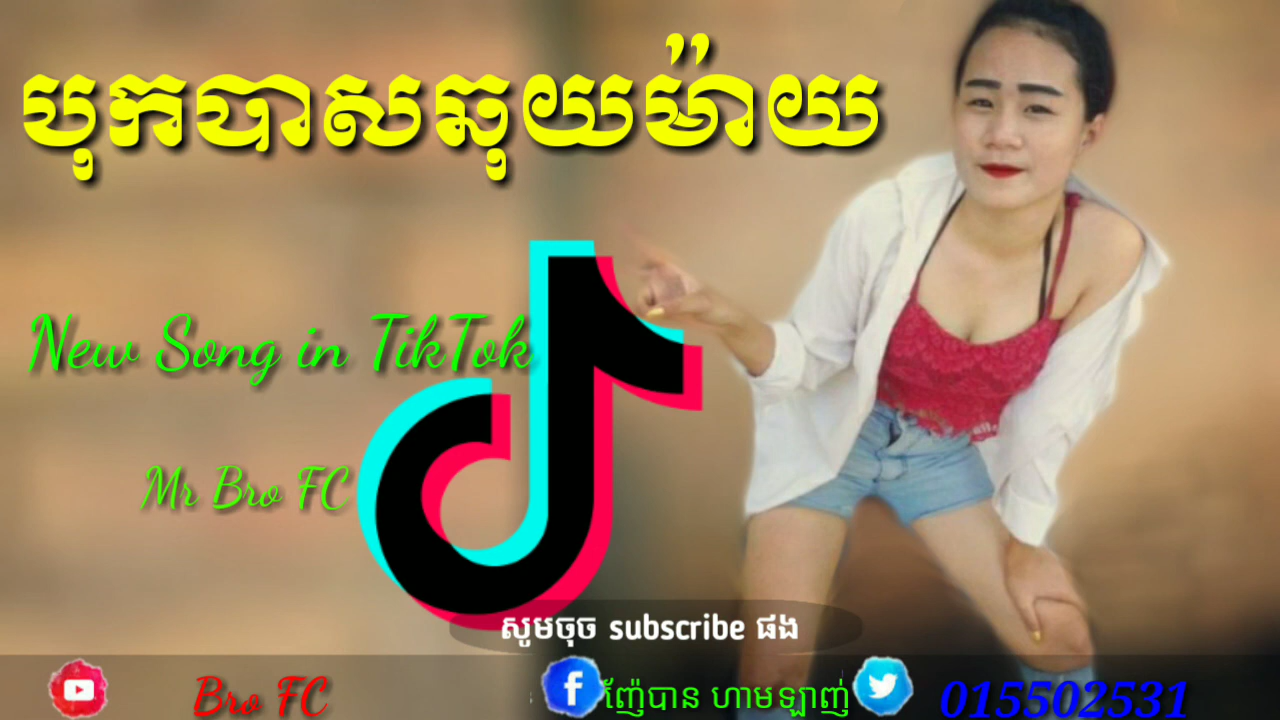 បុកបាសឆុយម៉ាយ
New Song in TikTok
Mr Bro FC
សូមចុច subscribe ផង
Bro FC
ញ៉ែបាន ហាមឡាញ់
015502531